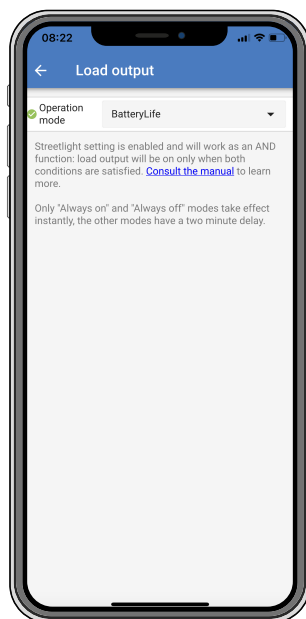 08:22
Load output
Operation
mode
BatteryLife
Streetlight setting is enabled and will work as an AND
function: load output will be on only when both
conditions are satisfied. Consult the manual to learn
more.
Only "Always on" and "Always off" modes take effect
instantly, the other modes have a two minute delay.